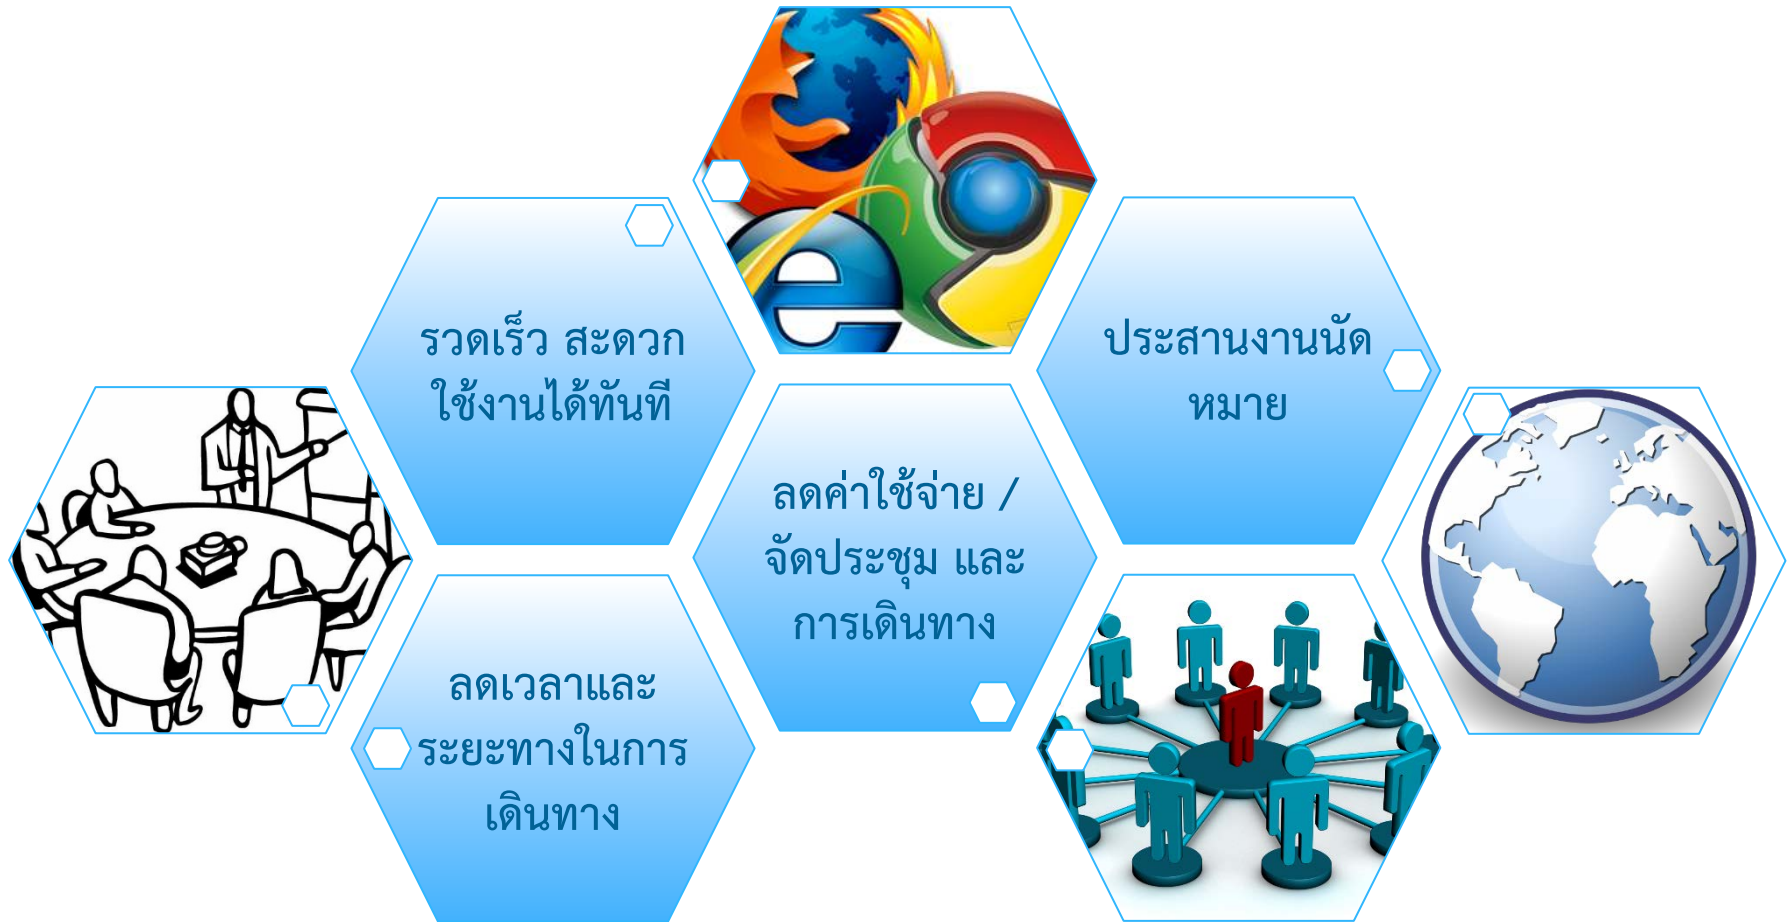 รวดเร็ว สะดวก
ใช้งานได้ทันที
ประสานงานนัด
หมาย
ลดค่าใช้จ่าย /
จัดประชุม และ
การเดินทาง
ลดเวลาและ
ระยะทางในการ
เดินทาง